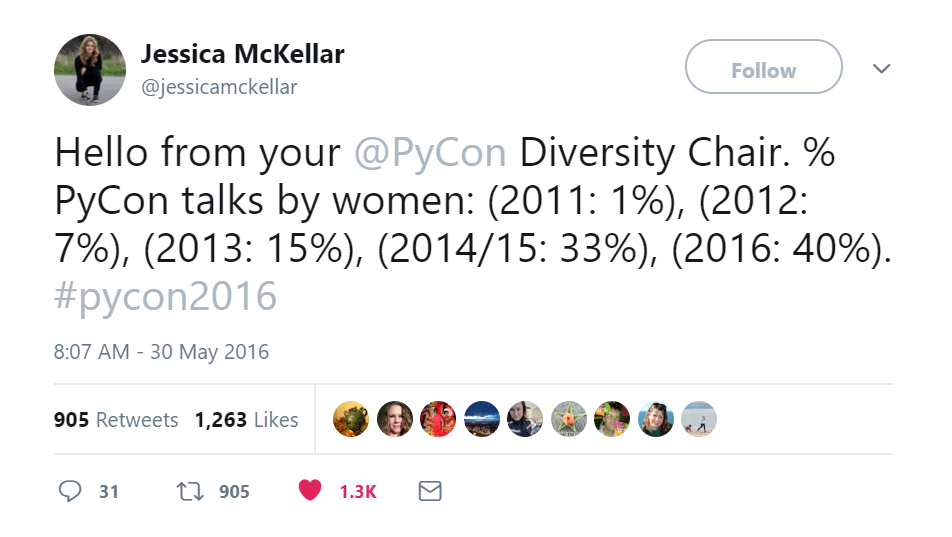 Jessica McKellar
@jessicamckellar
Follow
Hello from your @PyCon Diversity Chair. %
PyCon talks by women: (2011: 1%), (2012:
7%), (2013: 15%), (2014/15: 33%), (2016: 40%).
#pycon2016
8:07 AM - 30 May 2016
905 Retweets 1,263 Likes
31 905 1.3K